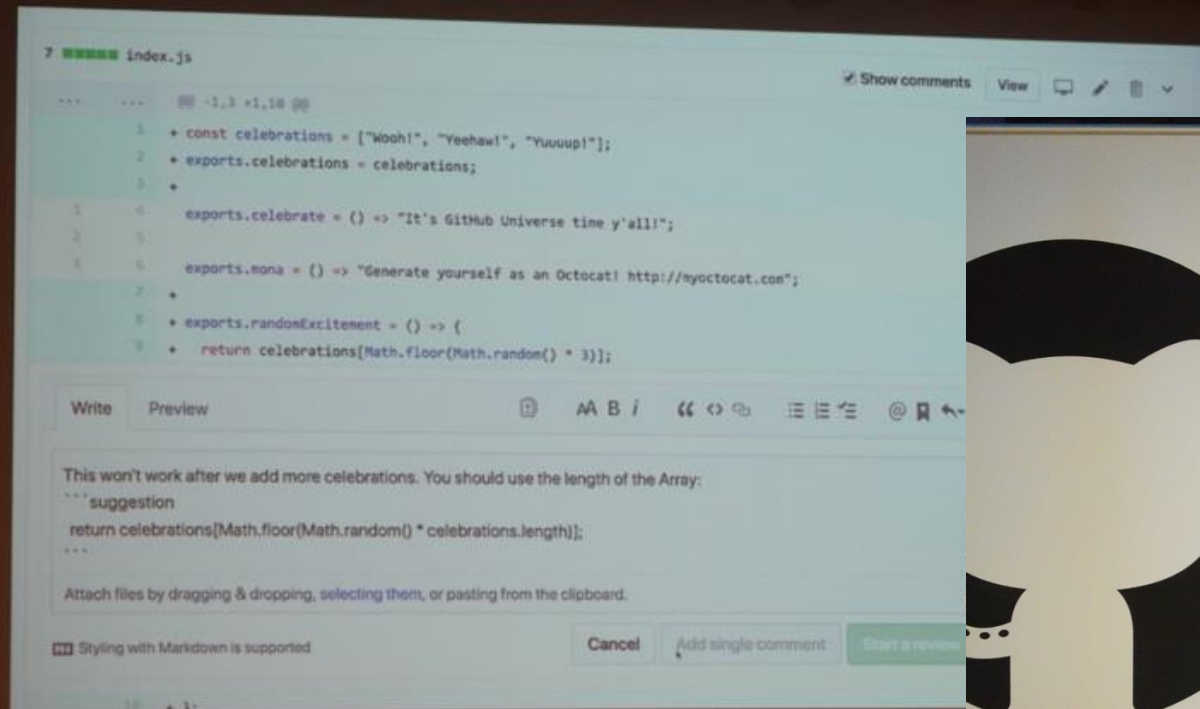 7 index.js
Show comments View
... ... @@ -1,3 +1,10 @@
1 + const celebrations = ["Wooh!", "Yeehaw!", "Yuuuup!"];
2 + exports.celebrations = celebrations;
3 +
1 4 exports.celebrate = () => "It's GitHub Universe time y'all!";
2 5
3 6 exports.mona = () => "Generate yourself as an Octocat! http://myoctocat.com";
7 +
8 + exports.randomExcitement = () => {
9 + return celebrations[Math.floor(Math.random() * 3)];
Write Preview AA B i
This won't work after we add more celebrations. You should use the length of the Array:
```suggestion
return celebrations[Math.floor(Math.random() * celebrations.length)];
```
Attach files by dragging & dropping, selecting them, or pasting from the clipboard.
Styling with Markdown is supported
Cancel Add single comment Start a review
10 + };